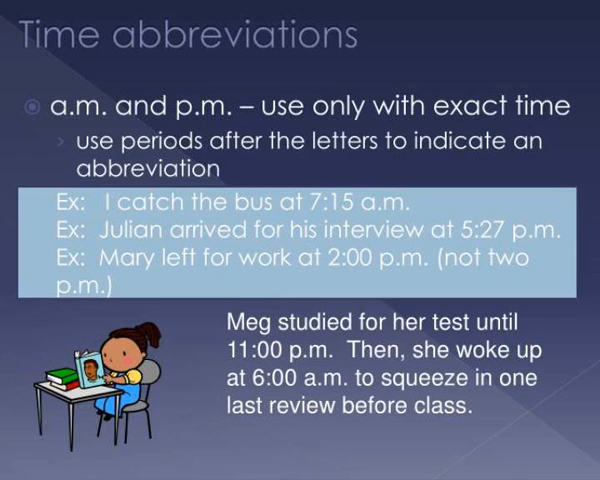 Time abbreviations
a.m. and p.m. – use only with exact time
use periods after the letters to indicate an
abbreviation
Ex:   I catch the bus at 7:15 a.m.
Ex:  Julian arrived for his interview at 5:27 p.m.
Ex:  Mary left for work at 2:00 p.m. (not two
p.m.)
Meg studied for her test until
11:00 p.m.  Then, she woke up
at 6:00 a.m. to squeeze in one
last review before class.